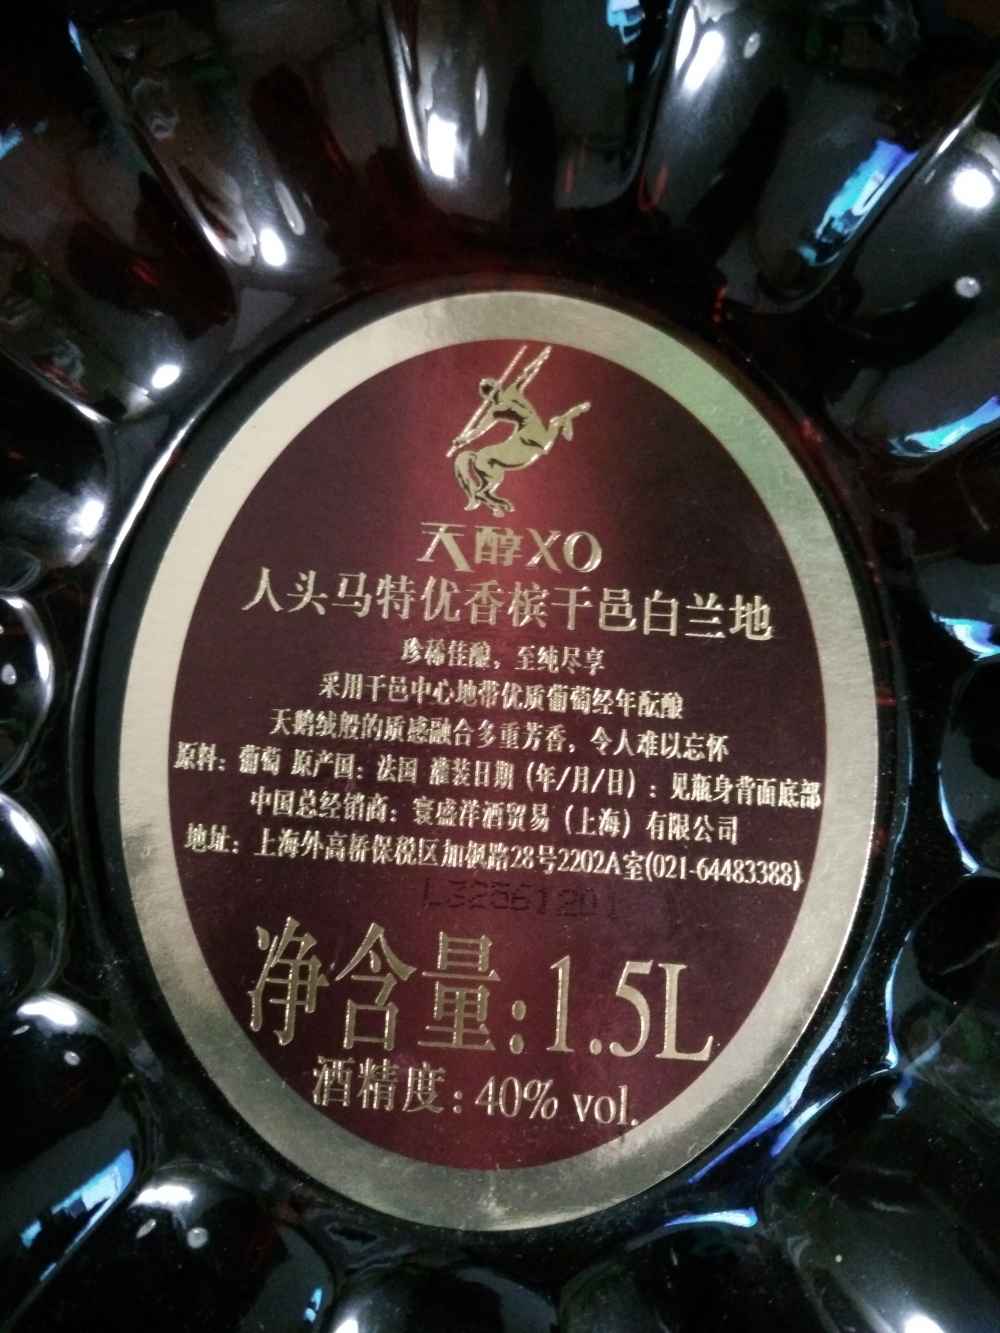 天醇XO
人头马特优香槟干邑白兰地
珍稀佳酿，至纯尽享
采用干邑中心地带优质葡萄经年酝酿
天鹅绒般的质感融合多重芳香，令人难以忘怀
原料：葡萄 原产国：法国 灌装日期（年/月/日）：见瓶身背面底部
中国总经销商：寰盛洋酒贸易（上海）有限公司
地址：上海外高桥保税区加枫路28号2202A室(021-64483388)
净含量:1.5L
酒精度：40% vol.